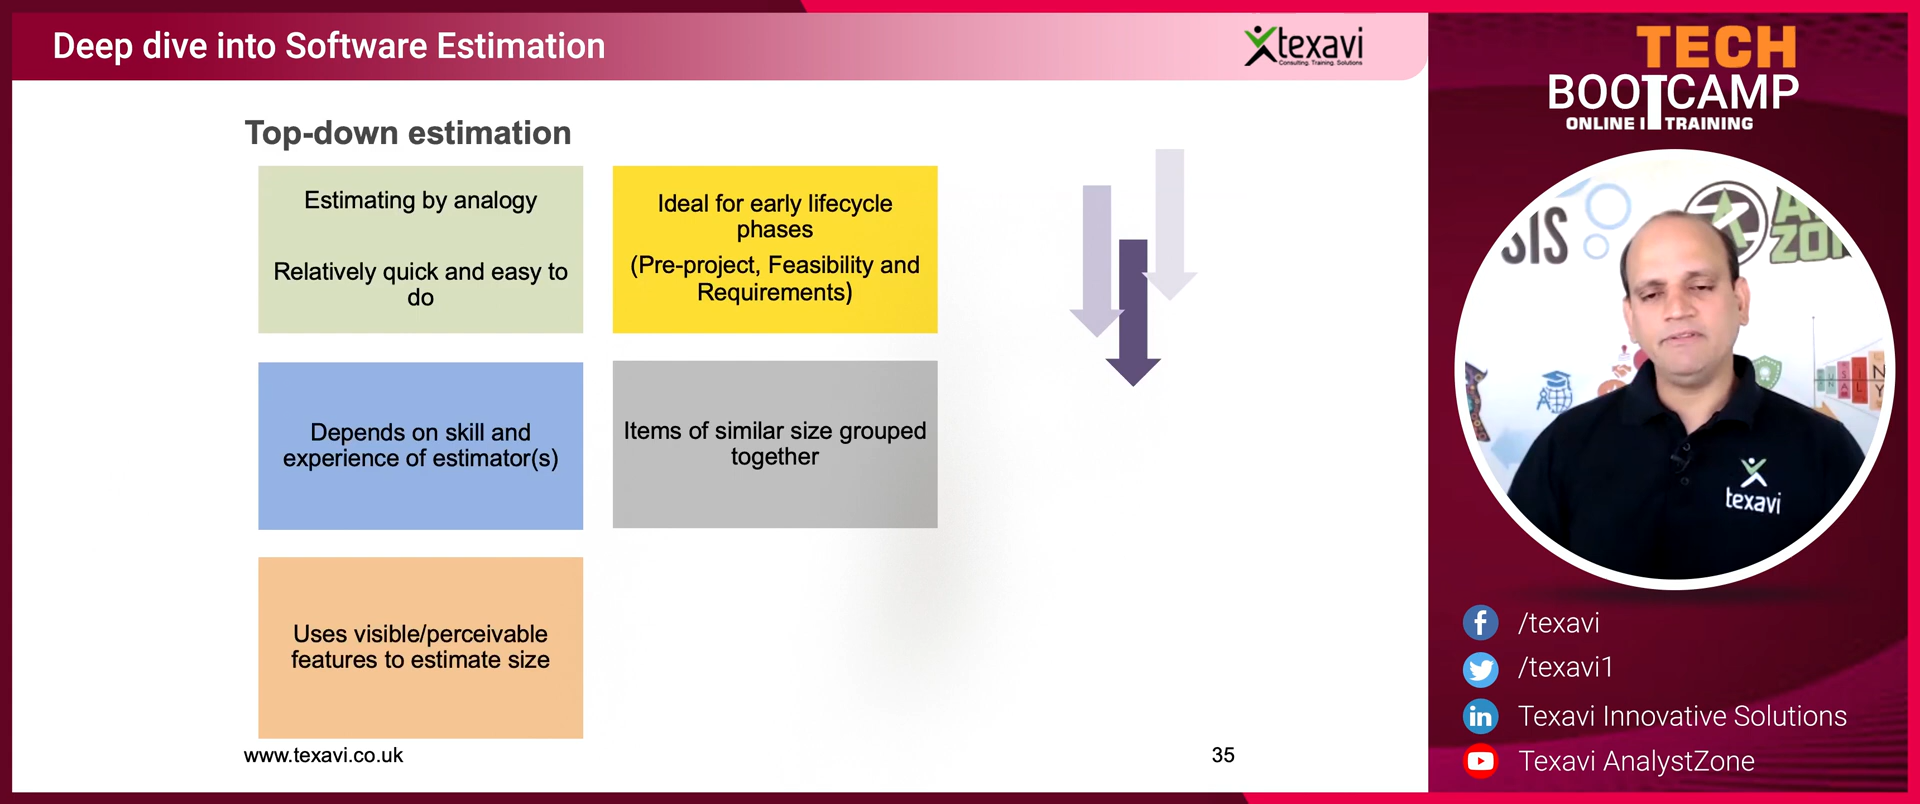 Deep dive into Software Estimation
texavi
Consulting. Training. Solutions
Top-down estimation
Estimating by analogy
Relatively quick and easy to
do
Ideal for early lifecycle
phases
(Pre-project, Feasibility and
Requirements)
Depends on skill and
experience of estimator(s)
Items of similar size grouped
together
Uses visible/perceivable
features to estimate size
www.texavi.co.uk
35
TECH
BOOTCAMP
ONLINE IT TRAINING
SIS
texavi
/texavi
/texavi1
Texavi Innovative Solutions
Texavi AnalystZone